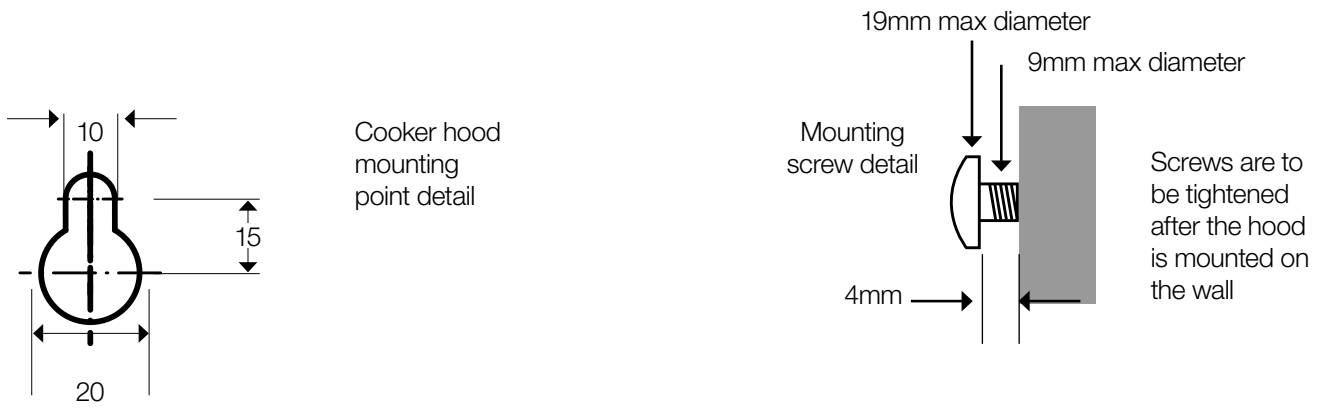 10
15
20
Cooker hood
mounting
point detail
19mm max diameter
9mm max diameter
Mounting
screw detail
4mm
Screws are to
be tightened
after the hood
is mounted on
the wall